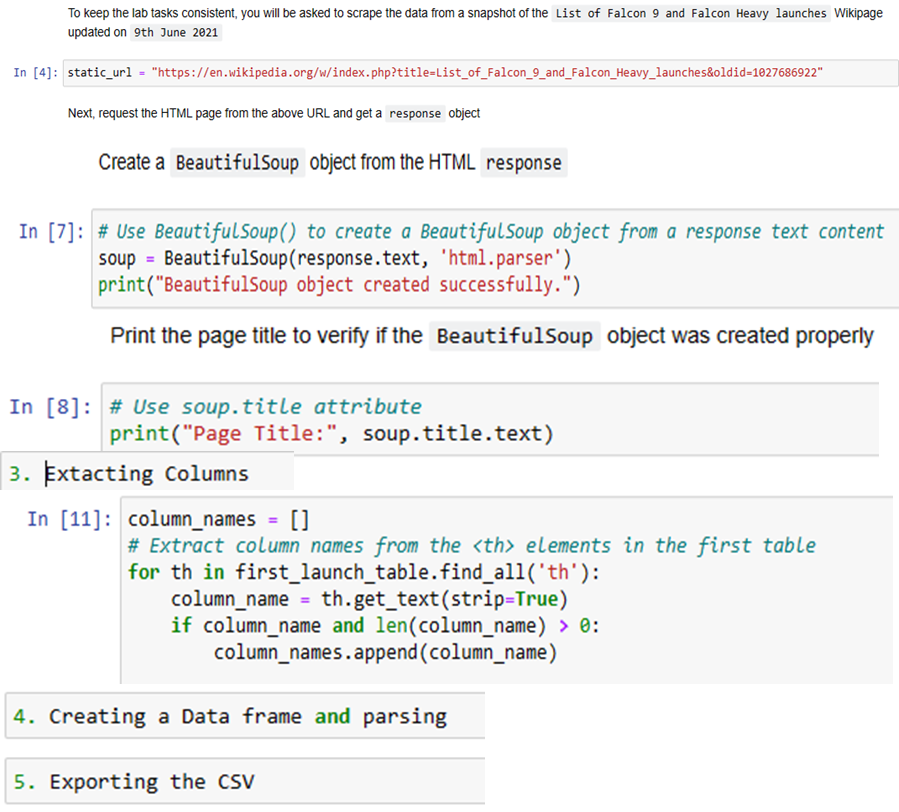 To keep the lab tasks consistent, you will be asked to scrape the data from a snapshot of the List of Falcon 9 and Falcon Heavy launches Wikipage
updated on 9th June 2021
In [4]: static_url = "https://en.wikipedia.org/w/index.php?title=List_of_Falcon_9_and_Falcon_Heavy_launches&oldid=1027686922"
Next, request the HTML page from the above URL and get a response object
Create a BeautifulSoup object from the HTML response
In [7]: # Use BeautifulSoup() to create a BeautifulSoup object from a response text content
soup = BeautifulSoup(response.text, 'html.parser')
print("BeautifulSoup object created successfully.")
Print the page title to verify if the BeautifulSoup object was created properly
In [8]: # Use soup.title attribute
print("Page Title:", soup.title.text)
3. Extacting Columns
In [11]: column_names = []
# Extract column names from the <th> elements in the first table
for th in first_launch_table.find_all('th'):
    column_name = th.get_text(strip=True)
    if column_name and len(column_name) > 0:
        column_names.append(column_name)
4. Creating a Data frame and parsing
5. Exporting the CSV